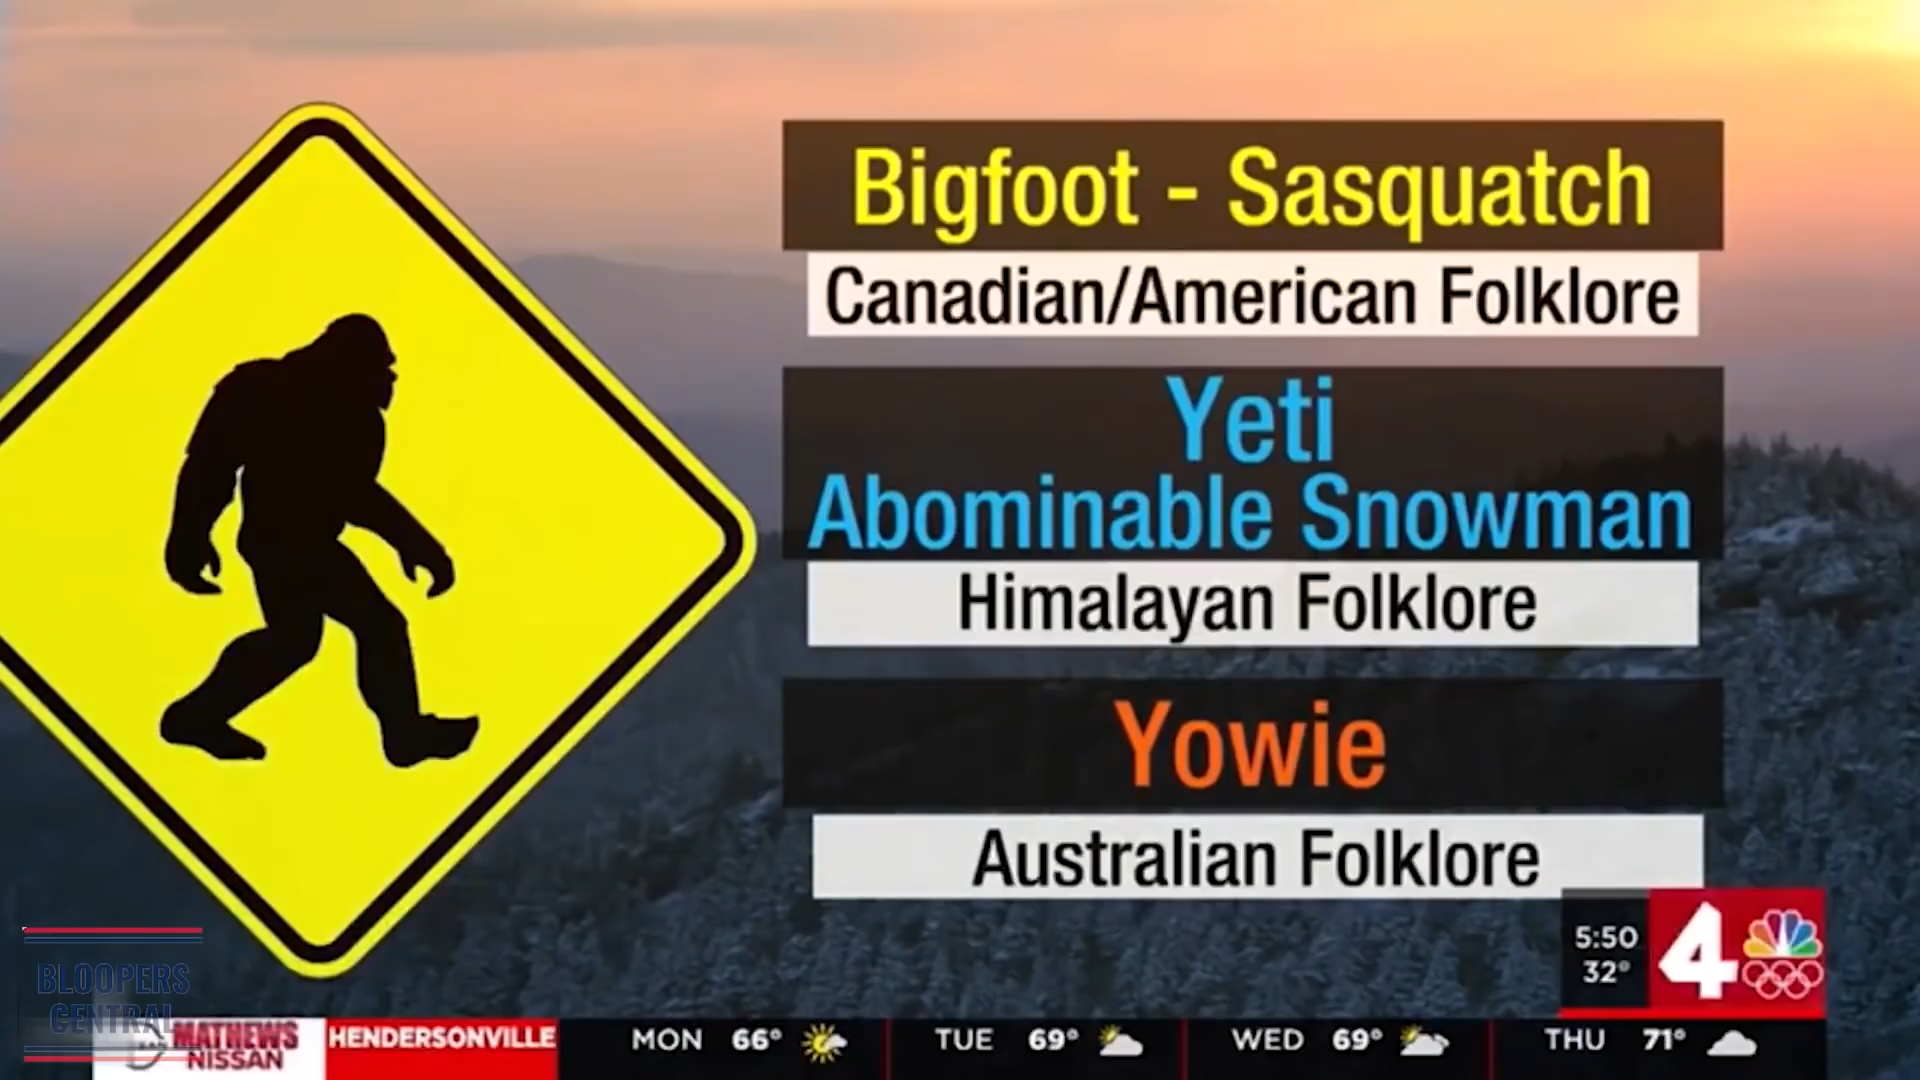 Bigfoot - Sasquatch
Canadian/American Folklore
Yeti
Abominable Snowman
Himalayan Folklore
Yowie
Australian Folklore
5:50
32°
4
BLOOPERS
CENTRAL
MATHEWS
NISSAN
HENDERSONVILLE
MON 66°
TUE 69°
WED 69°
THU 71°